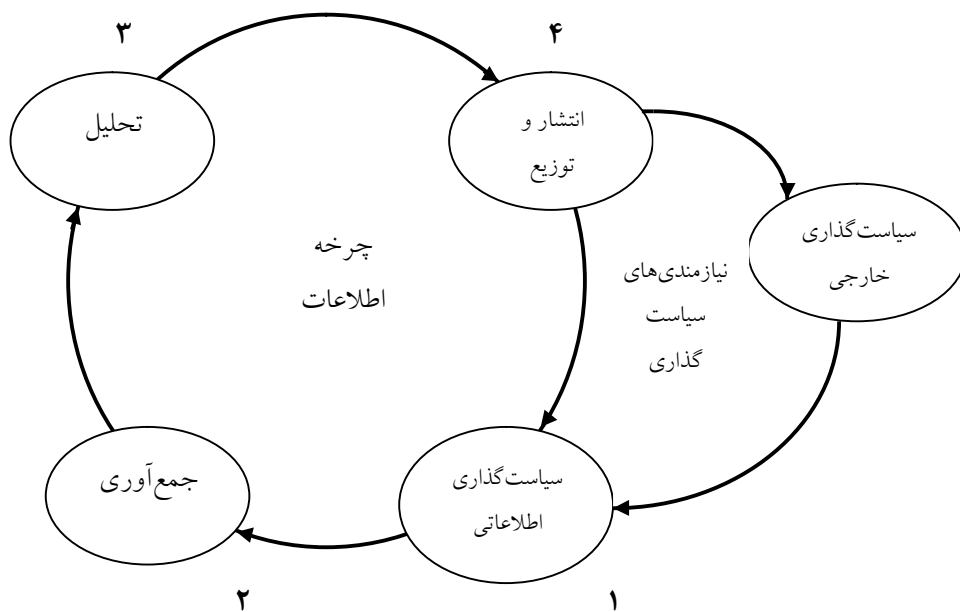 ۳
۴
تحلیل
انتشار و
توزیع
سیاست‌گذاری
خارجی
چرخه
اطلاعات
نیازمندی‌های
سیاست
گذاری
جمع‌آوری
سیاست‌گذاری
اطلاعاتی
۲
۱